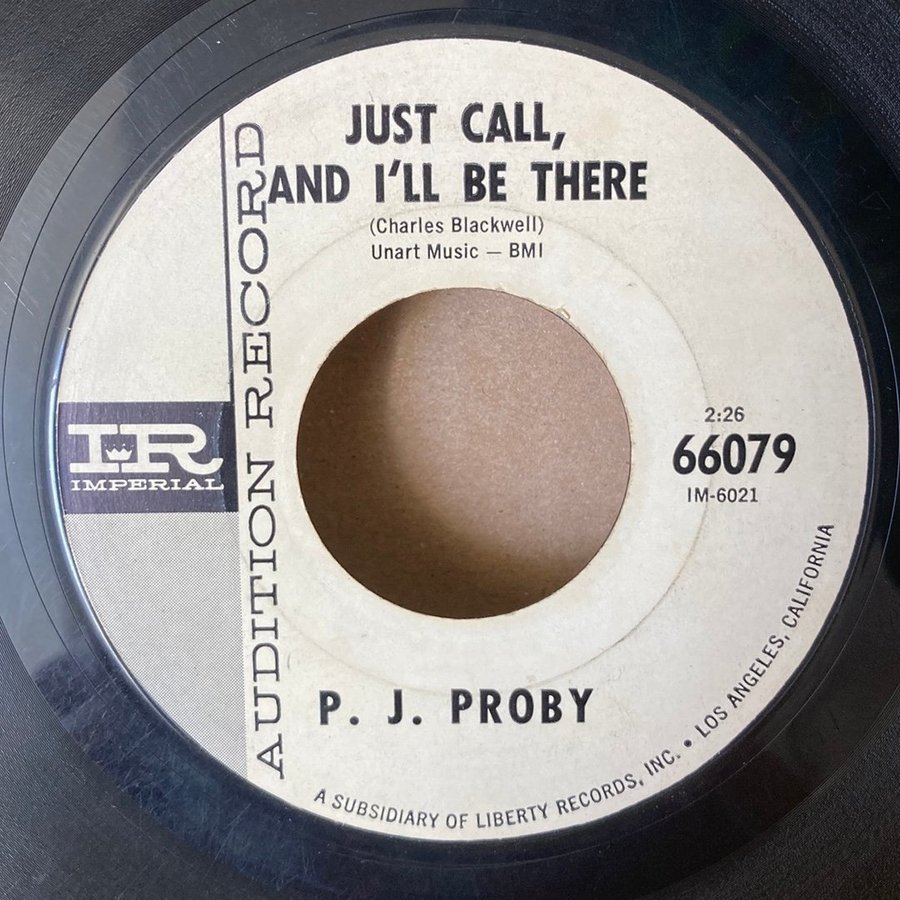 JUST CALL,
AND I'LL BE THERE
(Charles Blackwell)
Unart Music — BMI
AUDITION RECORD
IR
IMPERIAL
2:26
66079
IM-6021
P. J. PROBY
A SUBSIDIARY OF LIBERTY RECORDS, INC. • LOS ANGELES, CALIFORNIA